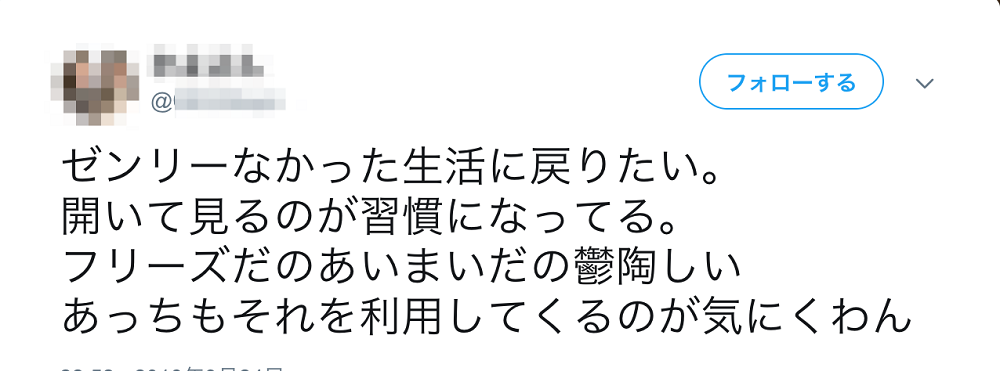 フォローする
ゼンリーなかった生活に戻りたい。
開いて見るのが習慣になってる。
フリーズだのあいまいだの鬱陶しい
あっちもそれを利用してくるのが気にくわん